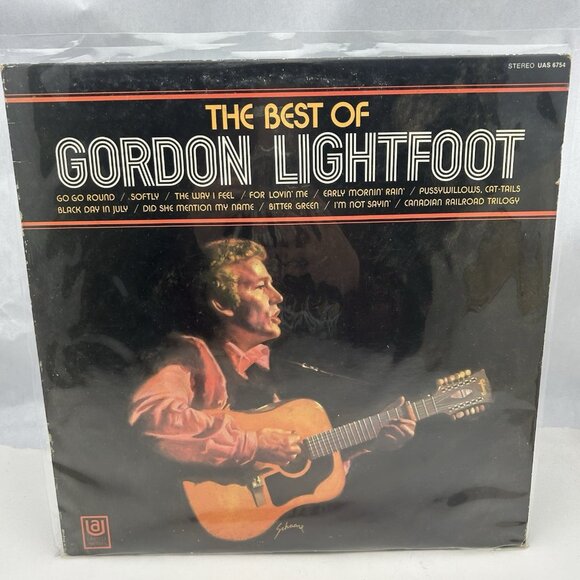 STEREO UAS 6754
THE BEST OF
GORDON LIGHTFOOT
GO GO ROUND / SOFTLY / THE WAY I FEEL / FOR LOVIN' ME / EARLY MORNIN' RAIN' / PUSSYWILLOWS, CAT-TAILS
BLACK DAY IN JULY / DID SHE MENTION MY NAME / BITTER GREEN / I'M NOT SAYIN' / CANADIAN RAILROAD TRILOGY